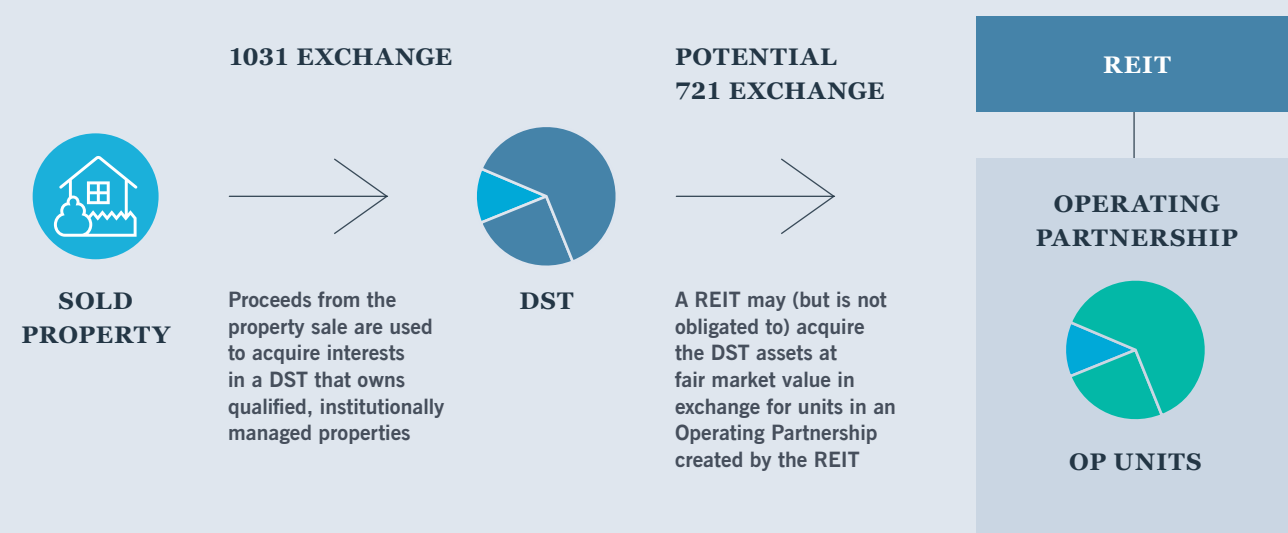 1031 EXCHANGE
POTENTIAL
721 EXCHANGE
REIT
SOLD
PROPERTY
Proceeds from the
property sale are used
to acquire interests
in a DST that owns
qualified, institutionally
managed properties
DST
A REIT may (but is not
obligated to) acquire
the DST assets at
fair market value in
exchange for units in an
Operating Partnership
created by the REIT
OPERATING
PARTNERSHIP
OP UNITS